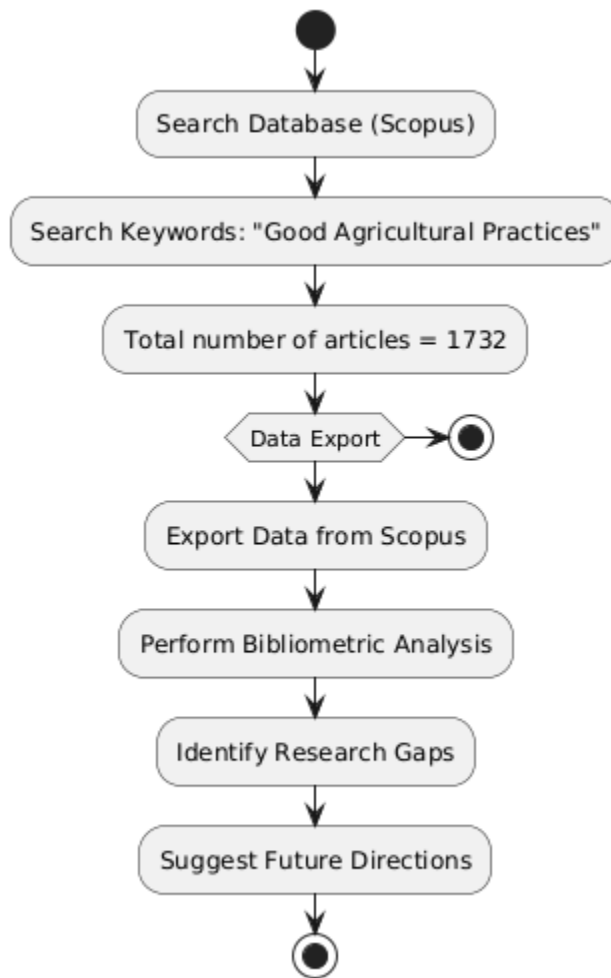 Search Database (Scopus)
Search Keywords: "Good Agricultural Practices"
Total number of articles = 1732
Data Export
Export Data from Scopus
Perform Bibliometric Analysis
Identify Research Gaps
Suggest Future Directions